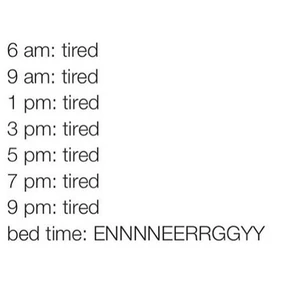 6 am: tired
9 am: tired
1 pm: tired
3 pm: tired
5 pm: tired
7 pm: tired
9 pm: tired
bed time: ENNNNEERRGGYY